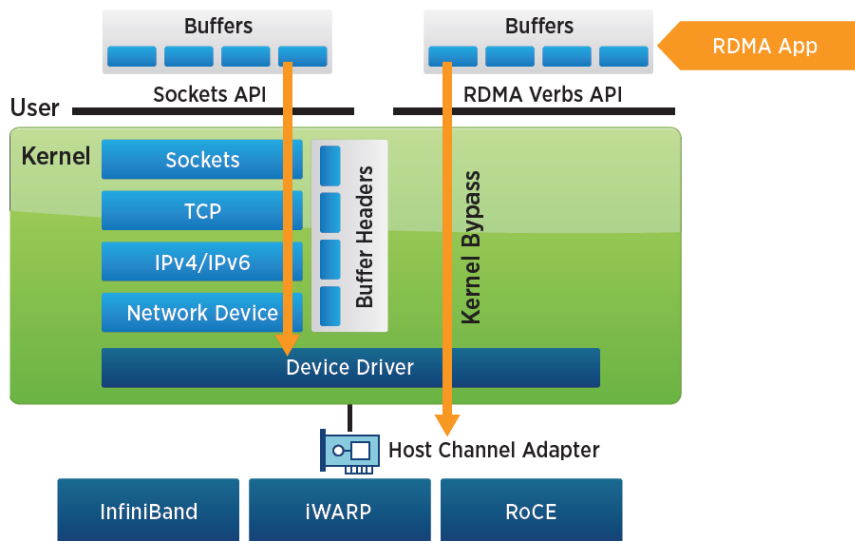 Buffers
Buffers
RDMA App
Sockets API
RDMA Verbs API
User
Kernel
Sockets
TCP
IPv4/IPv6
Network Device
Buffer Headers
Kernel Bypass
Device Driver
Host Channel Adapter
InfiniBand
iWARP
RoCE